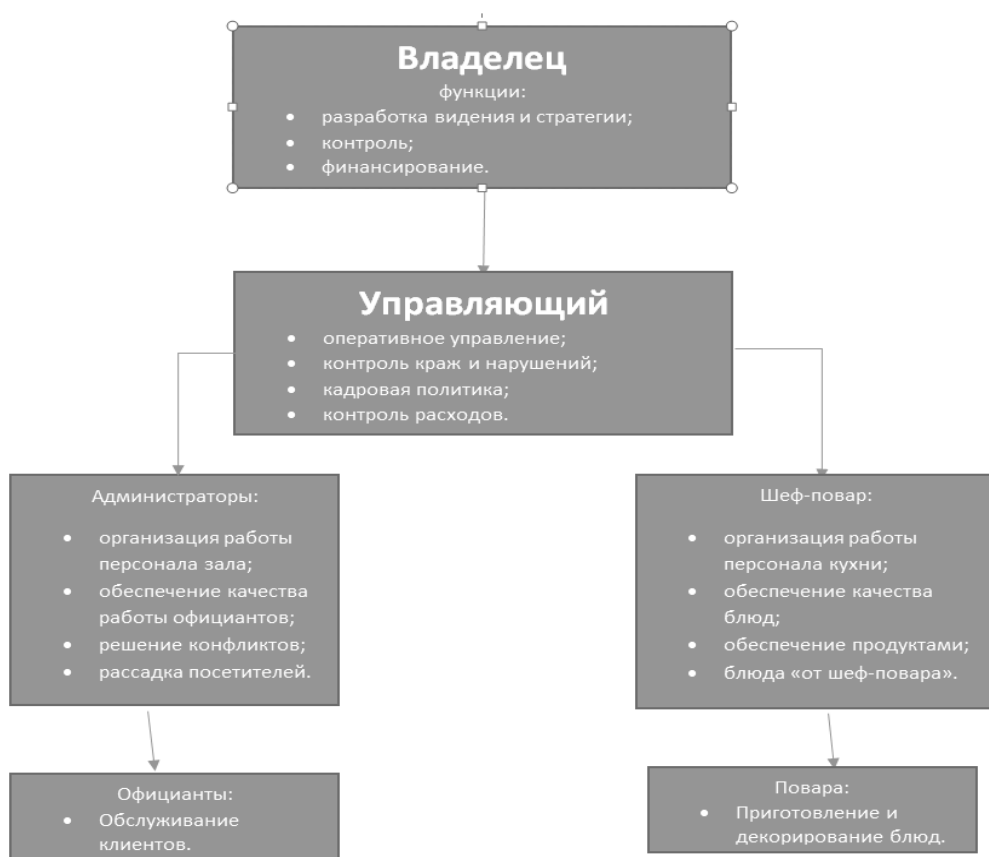 Владелец
функции:
• разработка видения и стратегии;
• контроль;
• финансирование.
Управляющий
• оперативное управление;
• контроль краж и нарушений;
• кадровая политика;
• контроль расходов.
Администраторы:
• организация работы
персонала зала;
• обеспечение качества
работы официантов;
• решение конфликтов;
• рассадка посетителей.
Шеф-повар:
• организация работы
персонала кухни;
• обеспечение качества
блюд;
• обеспечение продуктами;
• блюда «от шеф-повара».
Официанты:
• Обслуживание
клиентов.
Повара:
• Приготовление и
декорирование блюд.